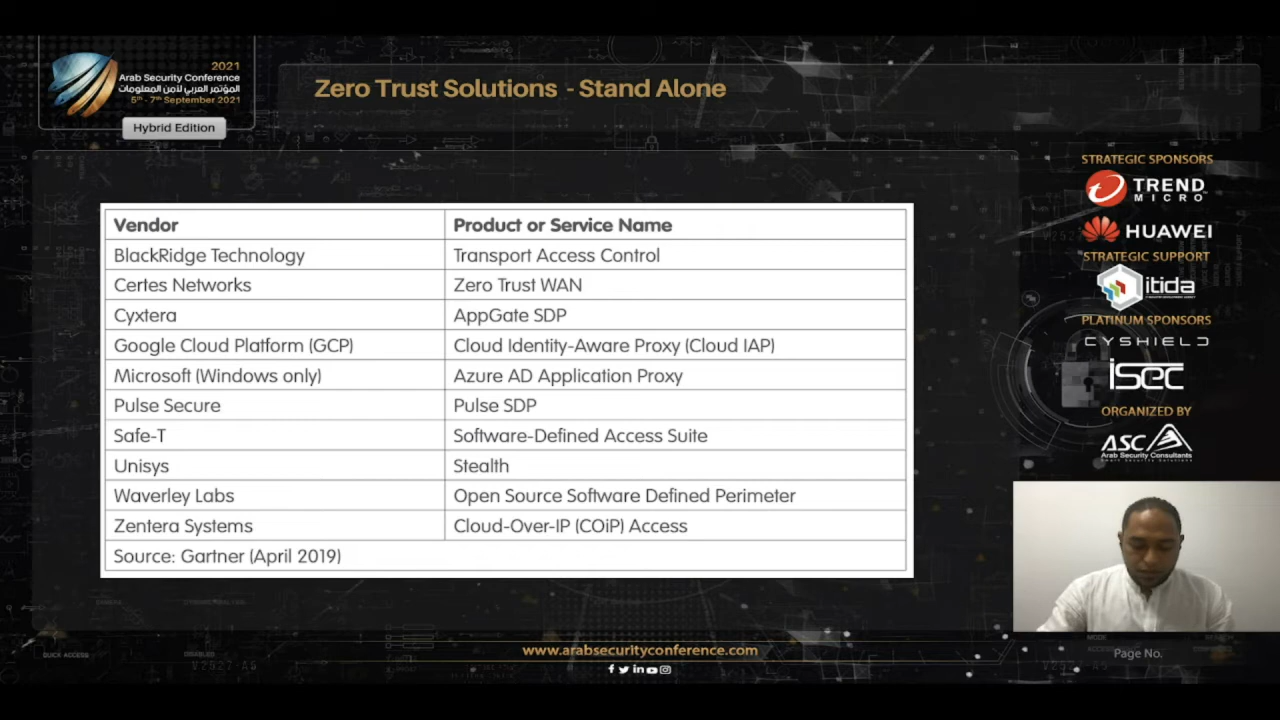 2021
Arab Security Conference
المؤتمر العربي لأمن المعلومات
5th - 7th September 2021
Hybrid Edition
Zero Trust Solutions - Stand Alone
Vendor Product or Service Name
BlackRidge Technology Transport Access Control
Certes Networks Zero Trust WAN
Cyxtera AppGate SDP
Google Cloud Platform (GCP) Cloud Identity-Aware Proxy (Cloud IAP)
Microsoft (Windows only) Azure AD Application Proxy
Pulse Secure Pulse SDP
Safe-T Software-Defined Access Suite
Unisys Stealth
Waverley Labs Open Source Software Defined Perimeter
Zentera Systems Cloud-Over-IP (COiP) Access
Source: Gartner (April 2019)
STRATEGIC SPONSORS
TREND
MICRO
HUAWEI
STRATEGIC SUPPORT
itida
PLATINUM SPONSORS
CYSHIELD
isec
ORGANIZED BY
ASC
Arab Security Consultants
www.arabsecurityconference.com
QUICK ACCESS
V2527-A5
Page No.